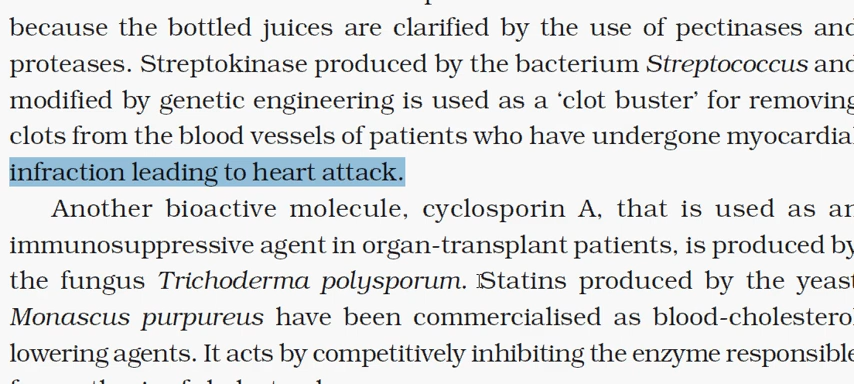 because the bottled juices are clarified by the use of pectinases and
proteases. Streptokinase produced by the bacterium Streptococcus and
modified by genetic engineering is used as a ‘clot buster’ for removing
clots from the blood vessels of patients who have undergone myocardial
infraction leading to heart attack.
Another bioactive molecule, cyclosporin A, that is used as an
immunosuppressive agent in organ-transplant patients, is produced by
the fungus Trichoderma polysporum. Statins produced by the yeast
Monascus purpureus have been commercialised as blood-cholesterol
lowering agents. It acts by competitively inhibiting the enzyme responsible